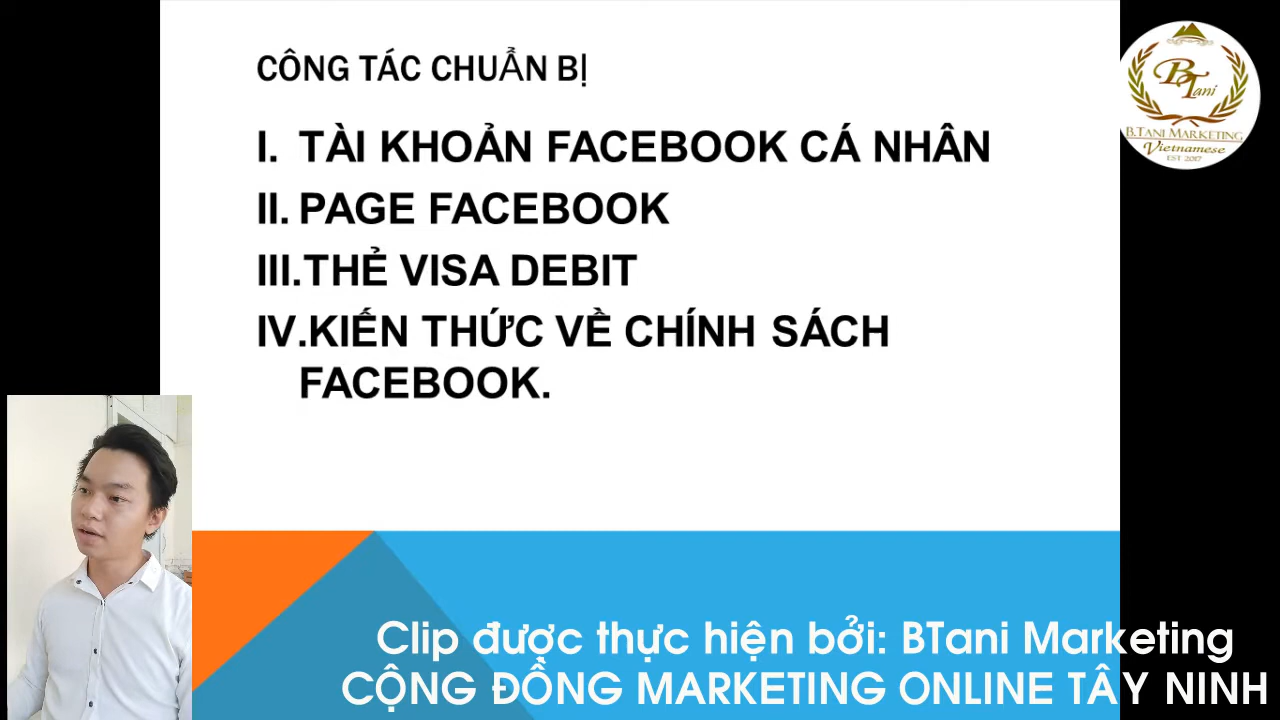 CÔNG TÁC CHUẨN BỊ
I. TÀI KHOẢN FACEBOOK CÁ NHÂN
II. PAGE FACEBOOK
III.THẺ VISA DEBIT
IV.KIẾN THỨC VỀ CHÍNH SÁCH
FACEBOOK.
BTani
B.TANI MARKETING
Vietnamese
EST 2017
Clip được thực hiện bởi: BTani Marketing
CỘNG ĐỒNG MARKETING ONLINE TÂY NINH